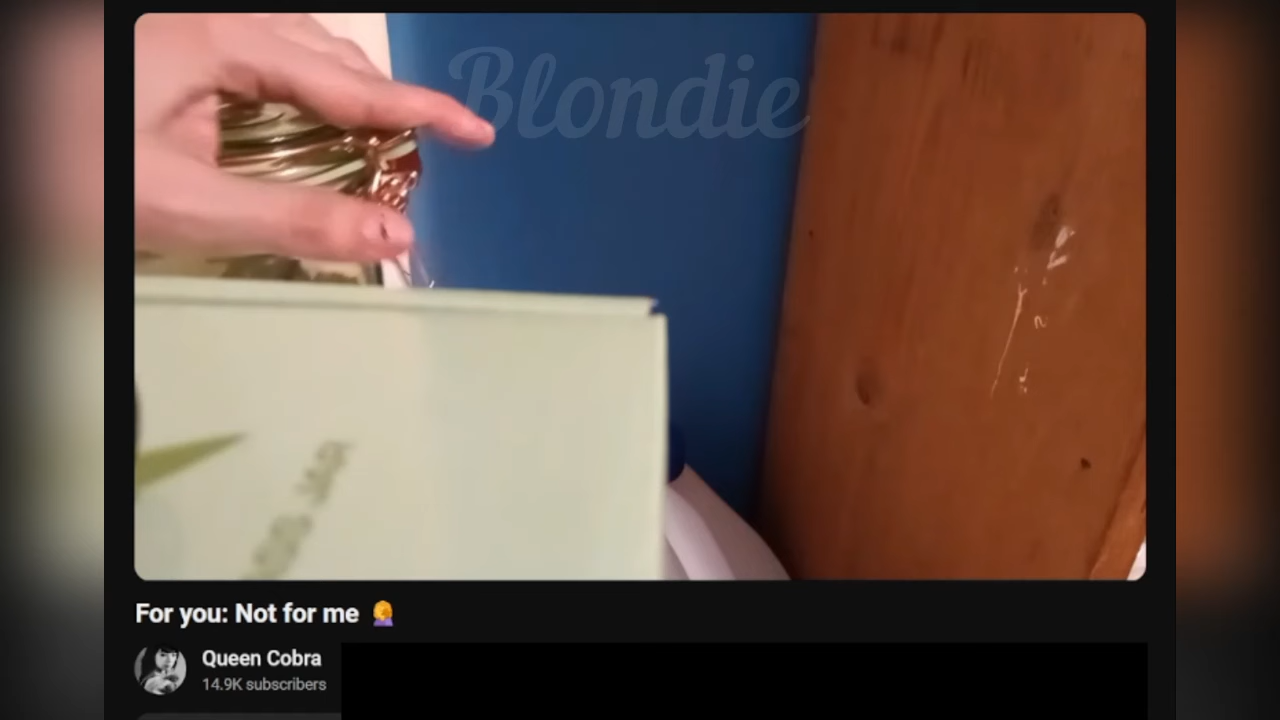 Blondie
For you: Not for me 🤦‍♀️
Queen Cobra
14.9K subscribers